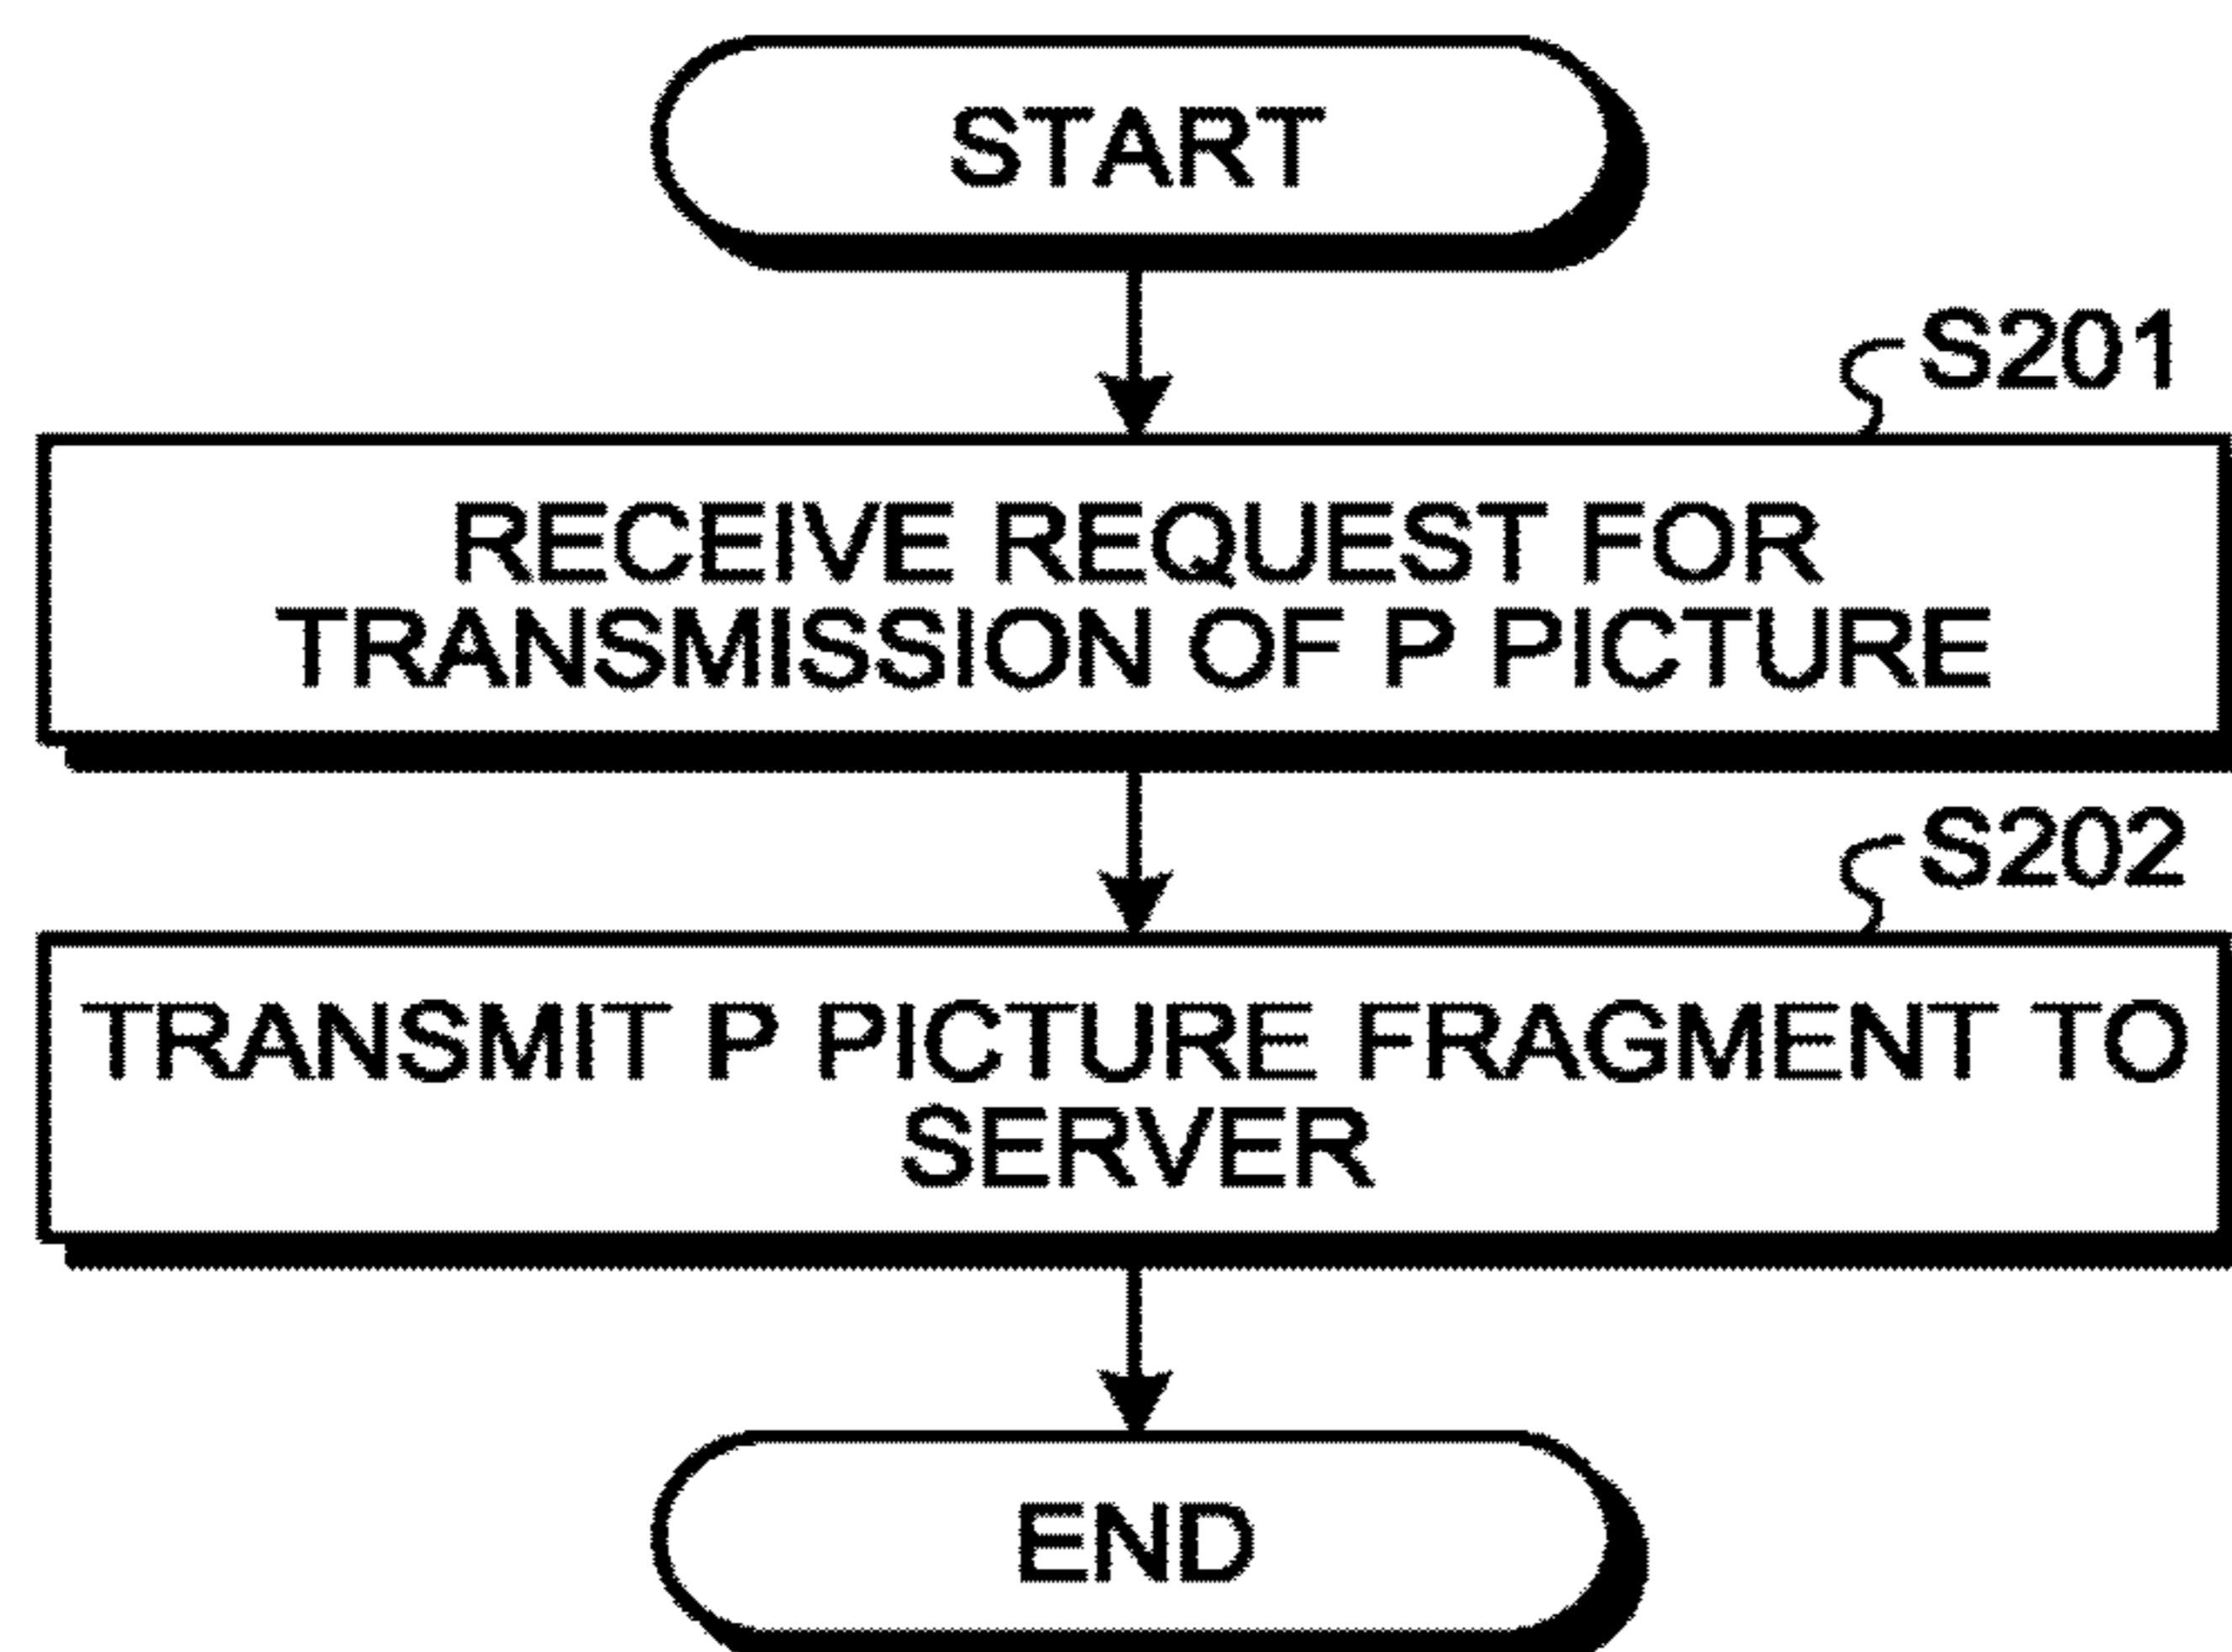 START
S201
RECEIVE REQUEST FOR
TRANSMISSION OF P PICTURE
S202
TRANSMIT P PICTURE FRAGMENT TO
SERVER
END